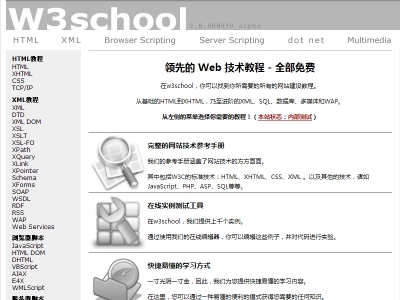 W3school 2.0.080419 alpha
HTML XML Browser Scripting Server Scripting dot net Multimedia
HTML教程
HTML
XHTML
CSS
TCP/IP
XML教程
XML
DTD
XML DOM
XSL
XSLT
XSL-FO
XPath
XQuery
XLink
XPointer
Schema
XForms
SOAP
WSDL
RDF
RSS
WAP
Web Services
浏览器脚本
JavaScript
HTML DOM
DHTML
VBScript
AJAX
E4X
WMLScript
领先的 Web 技术教程 - 全部免费
在w3school，你可以找到你所需要的所有的网站建设教程。
从基础的HTML到XHTML，乃至进阶的XML、SQL、数据库、多媒体和WAP。
从左侧的菜单选择你需要的教程！（本站状态：内部测试）
完整的网站技术参考手册
我们的参考手册涵盖了网站技术的方方面面。
其中包括W3C的标准技术：HTML、XHTML、CSS、XML 。以及其他的技术，诸如
JavaScript、PHP、ASP、SQL等等。
在线实例测试工具
在w3school，我们提供上千个实例。
通过使用我们的在线编辑器，你可以编辑这些例子，并对代码进行实验。
快捷易懂的学习方式
一寸光阴一寸金，因此，我们为您提供快捷易懂的学习内容。
在这里，您可以通过一种易懂的便利的模式获得您需要的任何知识。